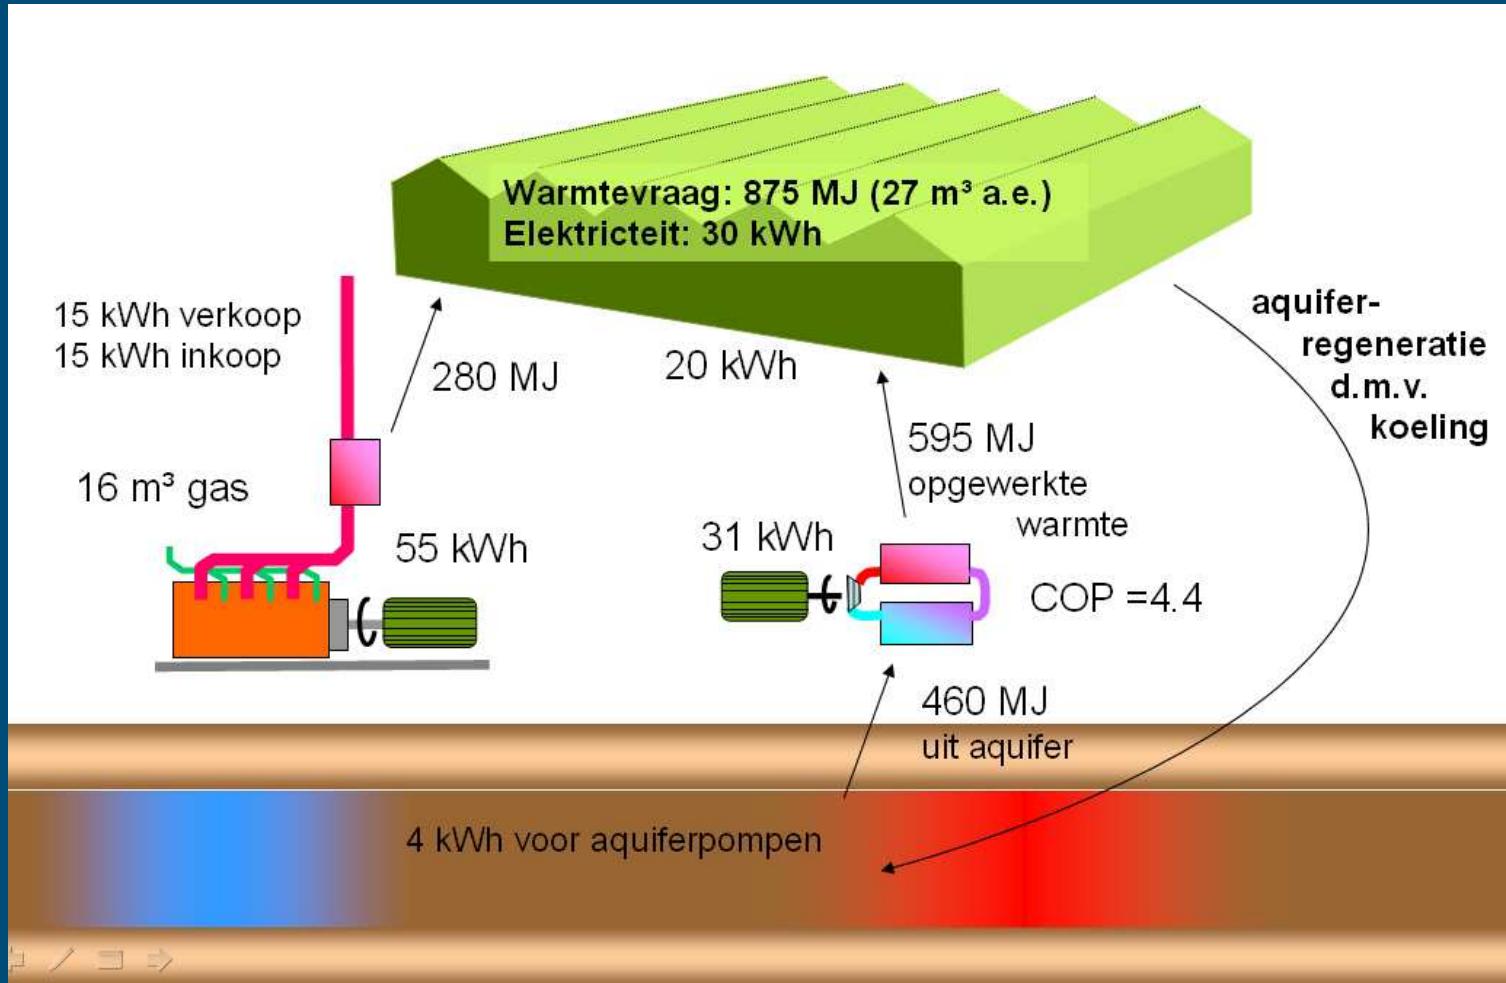 Warmtevraag: 875 MJ (27 m³ a.e.)
Elektricteit: 30 kWh
15 kWh verkoop
15 kWh inkoop
280 MJ
20 kWh
aquifer-
regeneratie
d.m.v.
koeling
595 MJ
opgewerkte
warmte
16 m³ gas
55 kWh
31 kWh
COP =4.4
460 MJ
uit aquifer
4 kWh voor aquiferpompen